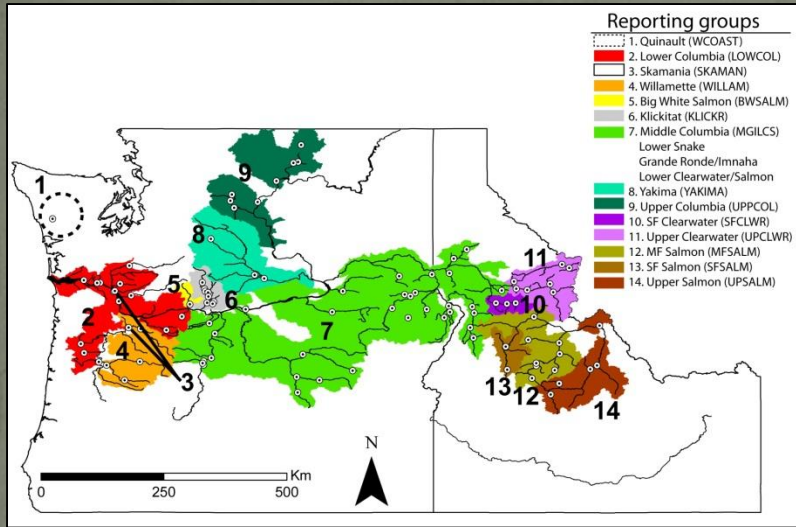 Reporting groups
1. Quinault (WCOAST)
2. Lower Columbia (LOWCOL)
3. Skamania (SKAMAN)
4. Willamette (WILLAM)
5. Big White Salmon (BWSALM)
6. Klickitat (KLICKR)
7. Middle Columbia (MGILCS)
Lower Snake
Grande Ronde/Imnaha
Lower Clearwater/Salmon
8. Yakima (YAKIMA)
9. Upper Columbia (UPPCOL)
10. SF Clearwater (SFCLWR)
11. Upper Clearwater (UPCLWR)
12. MF Salmon (MFSALM)
13. SF Salmon (SFSALM)
14. Upper Salmon (UPSALM)
9
1
8
11
5
6
10
2
7
4
3
13
12
14
N
Km
0 250 500